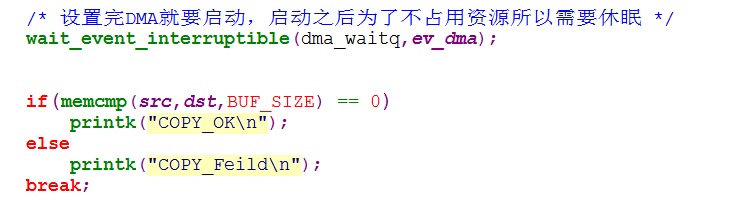 /* 设置完DMA就要启动，启动之后为了不占用资源所以需要休眠 */
wait_event_interruptible(dma_waitq,ev_dma);
if(memcmp(src,dst,BUF_SIZE) == 0)
printk("COPY_OK\n");
else
printk("COPY_Feild\n");
break;